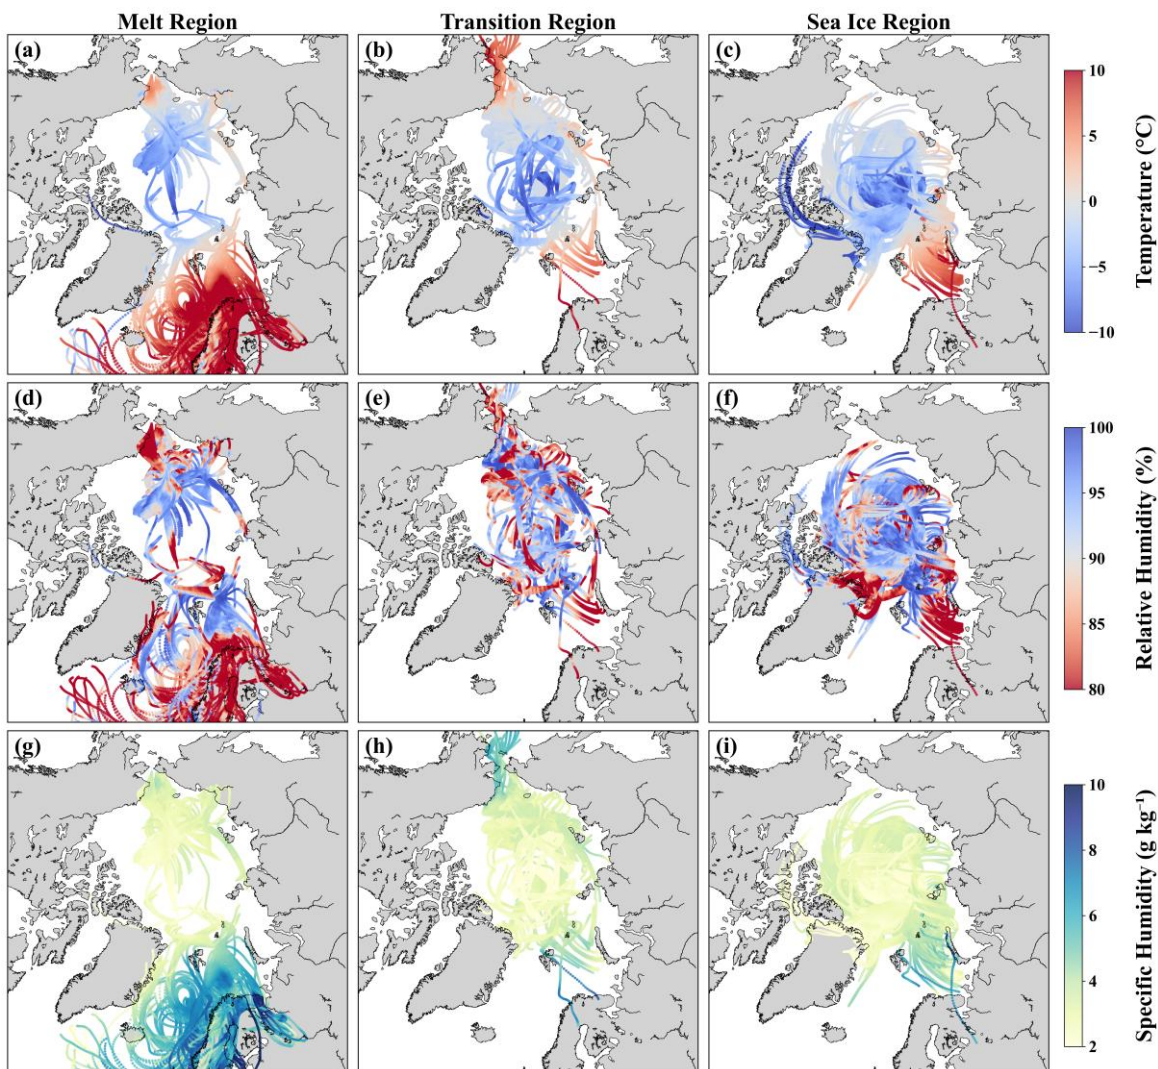 Melt Region Transition Region Sea Ice Region
(a) (b) (c)
10
5
0
−5
−10
Temperature (°C)
(d) (e) (f)
100
95
90
85
80
Relative Humidity (%)
(g) (h) (i)
10
8
6
4
2
Specific Humidity (g kg⁻¹)